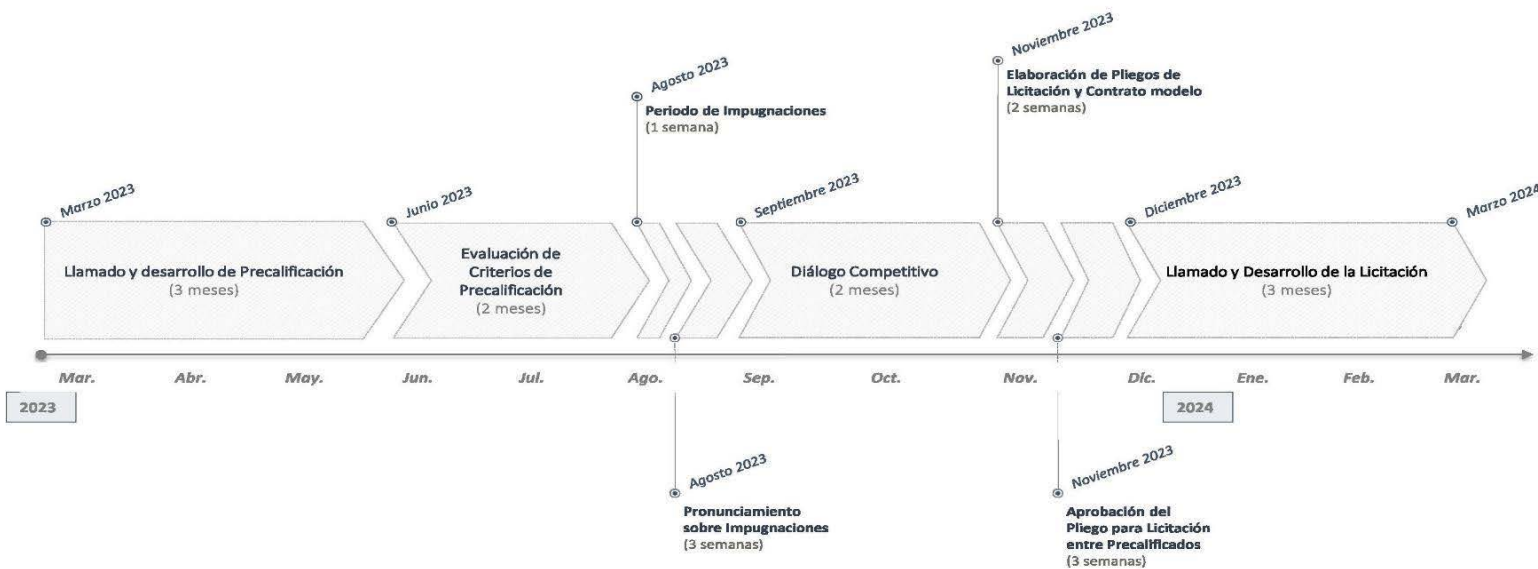 Noviembre 2023
Elaboración de Pliegos de
Licitación y Contrato modelo
(2 semanas)
Agosto 2023
Periodo de Impugnaciones
(1 semana)
Marzo 2023
Junio 2023
Septiembre 2023
Diciembre 2023
Marzo 2024
Llamado y desarrollo de Precalificación
(3 meses)
Evaluación de
Criterios de
Precalificación
(2 meses)
Diálogo Competitivo
(2 meses)
Llamado y Desarrollo de la Licitación
(3 meses)
Mar. Abr. May. Jun. Jul. Ago. Sep. Oct. Nov. Dic. Ene. Feb. Mar.
2023
2024
Agosto 2023
Pronunciamiento
sobre Impugnaciones
(3 semanas)
Noviembre 2023
Aprobación del
Pliego para Licitación
entre Precalificados
(3 semanas)